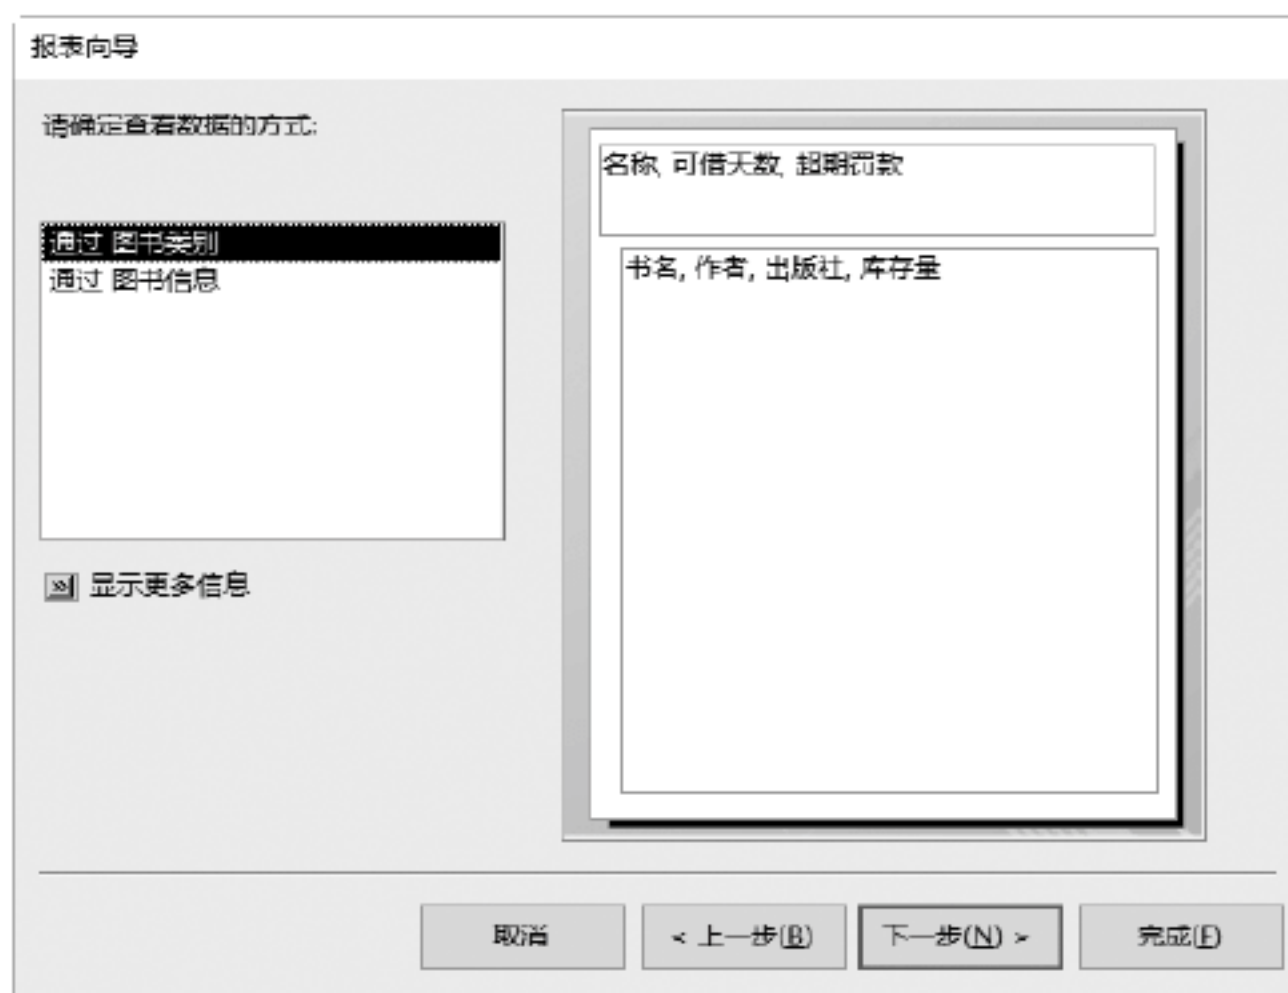 报表向导
请确定查看数据的方式:
通过 图书类别
通过 图书信息
显示更多信息
名称, 可借天数, 超期罚款
书名, 作者, 出版社, 库存量
取消
< 上一步(B)
下一步(N) >
完成(F)